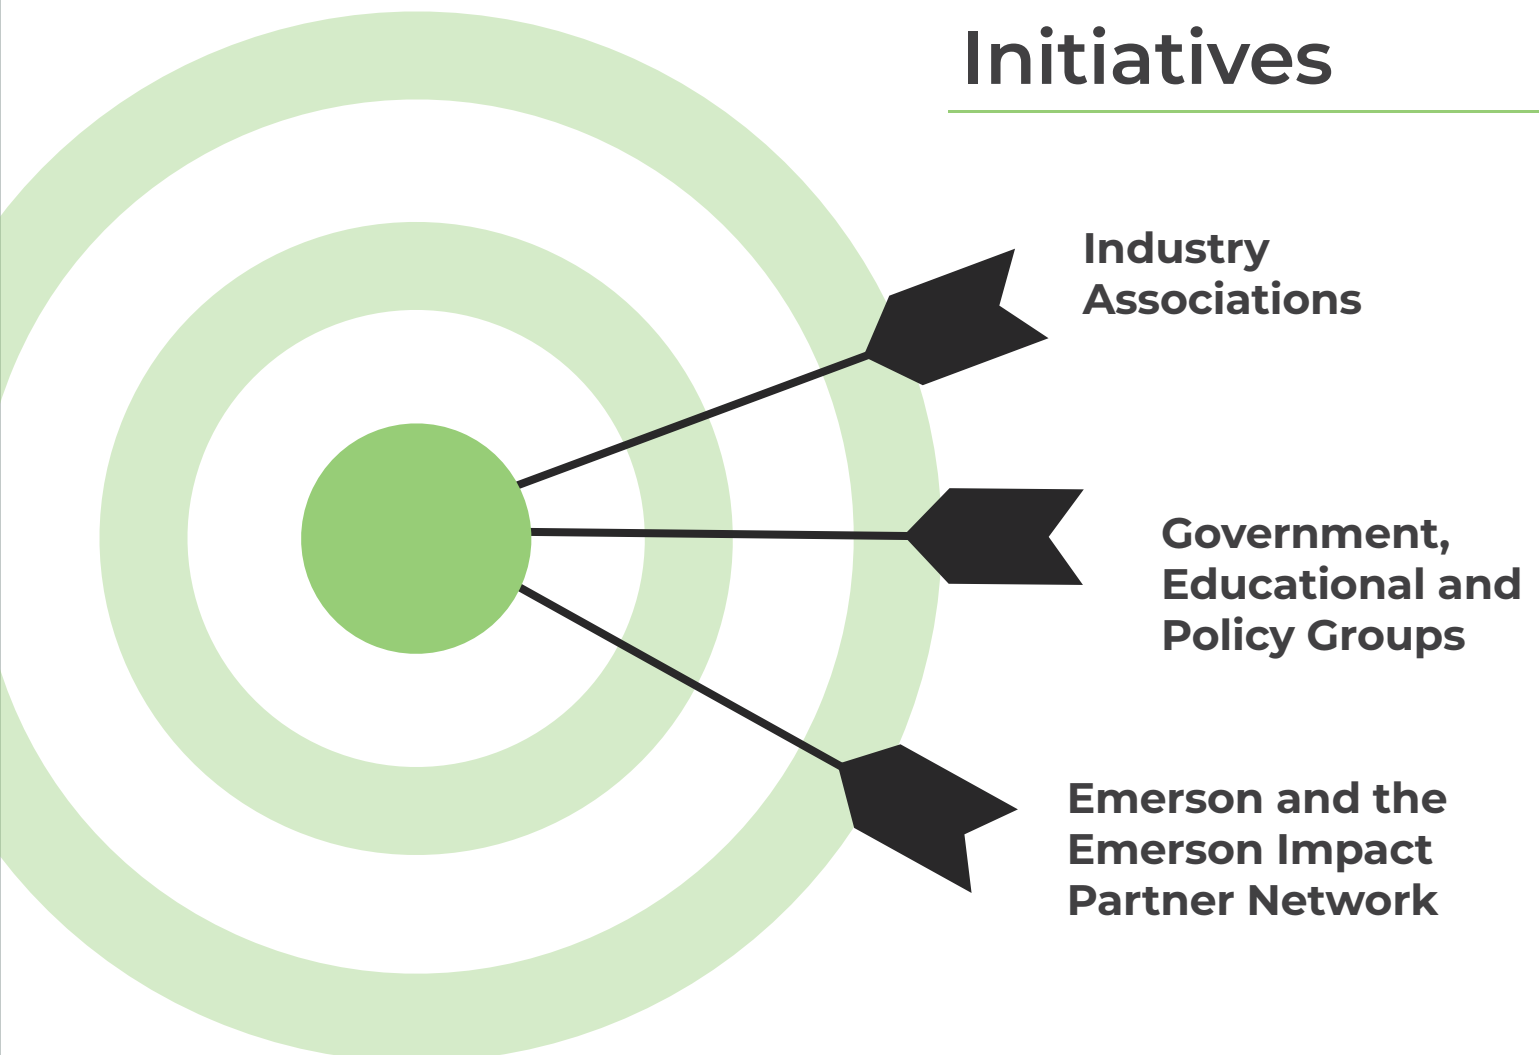 Initiatives
Industry
Associations
Government,
Educational and
Policy Groups
Emerson and the
Emerson Impact
Partner Network